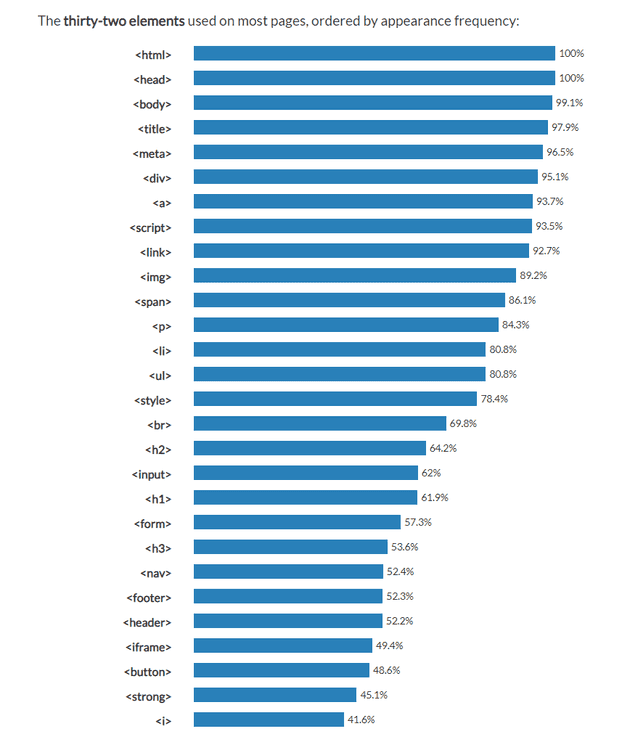 The thirty-two elements used on most pages, ordered by appearance frequency:
<html> 100%
<head> 100%
<body> 99.1%
<title> 97.9%
<meta> 96.5%
<div> 95.1%
<a> 93.7%
<script> 93.5%
<link> 92.7%
<img> 89.2%
<span> 86.1%
<p> 84.3%
<li> 80.8%
<ul> 80.8%
<style> 78.4%
<br> 69.8%
<h2> 64.2%
<input> 62%
<h1> 61.9%
<form> 57.3%
<h3> 53.6%
<nav> 52.4%
<footer> 52.3%
<header> 52.2%
<iframe> 49.4%
<button> 48.6%
<strong> 45.1%
<i> 41.6%